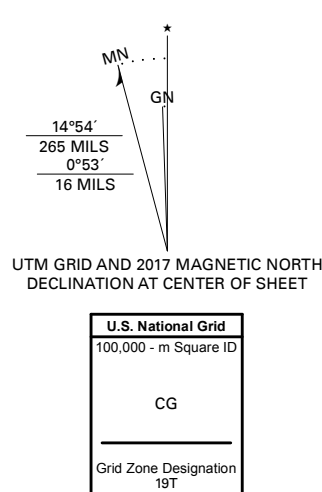 ★
MN
GN
14°54´
265 MILS
0°53´
16 MILS
UTM GRID AND 2017 MAGNETIC NORTH
DECLINATION AT CENTER OF SHEET
U.S. National Grid
100,000 - m Square ID
CG
Grid Zone Designation
19T